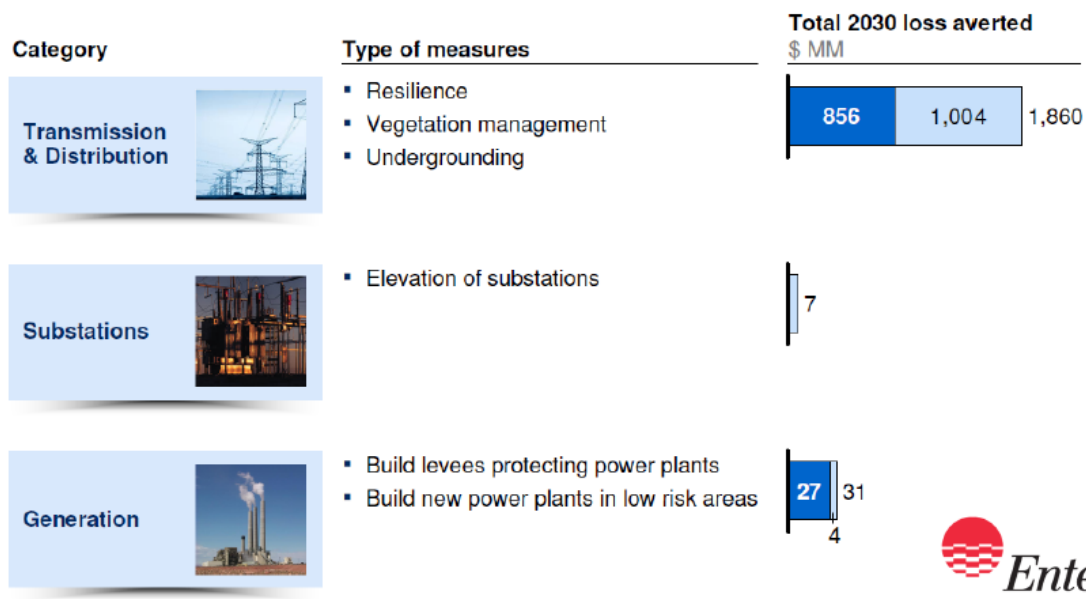 Category
Type of measures
Total 2030 loss averted
$ MM
Transmission
& Distribution
▪ Resilience
▪ Vegetation management
▪ Undergrounding
856
1,004
1,860
Substations
▪ Elevation of substations
7
Generation
▪ Build levees protecting power plants
▪ Build new power plants in low risk areas
27
31
4
Ente